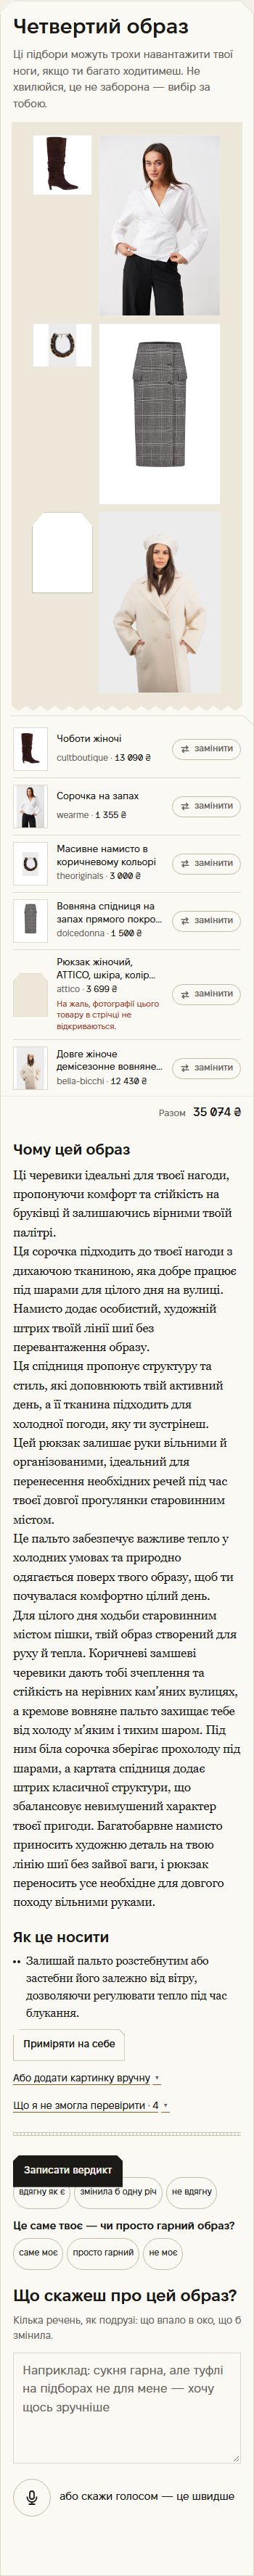 Четвертий образ
Ці підбори можуть трохи навантажити твої
ноги, якщо ти багато ходитимеш. Не
хвилюйся, це не заборона — вибір за
тобою.
Чоботи жіночі
cultboutique · 13 090 ₴
замінити
Сорочка на запах
wearme · 1 355 ₴
замінити
Масивне намисто в
коричневому кольорі
theoriginals · 3 000 ₴
замінити
Вовняна спідниця на
запах прямого покро...
dolcedonna · 1 500 ₴
замінити
Рюкзак жіночий,
ATTICO, шкіра, колір...
attico · 3 699 ₴
На жаль, фотографії цього
товару в стрічці не
відкриваються.
замінити
Довге жіноче
демісезонне вовняне...
bella-bicchi · 12 430 ₴
замінити
Разом 35 074 ₴
Чому цей образ
Ці черевики ідеальні для твоєї нагоди,
пропонуючи комфорт та стійкість на
бруківці й залишаючись вірними твоїй
палітрі.
Ця сорочка підходить до твоєї нагоди з
дихаючою тканиною, яка добре працює
під шарами для цілого дня на вулиці.
Намисто додає особистий, художній
штрих твоїй лінії шиї без
перевантаження образу.
Ця спідниця пропонує структуру та
стиль, які доповнюють твій активний
день, а її тканина підходить для
холодної погоди, яку ти зустрінеш.
Цей рюкзак залишає руки вільними й
організованими, ідеальний для
перенесення необхідних речей під час
твоєї довгої прогулянки старовинним
містом.
Це пальто забезпечує важливе тепло у
холодних умовах та природно
одягається поверх твого образу, щоб ти
почувалася комфортно цілий день.
Для цілого дня ходьби старовинним
містом пішки, твій образ створений для
руху й тепла. Коричневі замшеві
черевики дають тобі зчеплення та
стійкість на нерівних кам'яних вулицях,
а кремове вовняне пальто захищає тебе
від холоду м'яким і тихим шаром. Під
ним біла сорочка зберігає прохолоду під
шарами, а картата спідниця додає
штрих класичної структури, що
збалансовує невимушений характер
твоєї пригоди. Багатобарвне намисто
приносить художню деталь на твою
лінію шиї без зайвої ваги, і рюкзак
переносить усе необхідне для довгого
походу вільними руками.
Як це носити
Залишай пальто розстебнутим або
застебни його залежно від вітру,
дозволяючи регулювати тепло під час
блукання.
Приміряти на себе
Або додати картинку вручну
Що я не змогла перевірити · 4
Записати вердикт
вдягну як є
змінила б одну річ
не вдягну
Це саме твоє — чи просто гарний образ?
саме моє
просто гарний
не моє
Що скажеш про цей образ?
Кілька речень, як подрузі: що впало в око, що б
змінила.
Наприклад: сукня гарна, але туфлі
на підборах не для мене — хочу
щось зручніше
або скажи голосом — це швидше